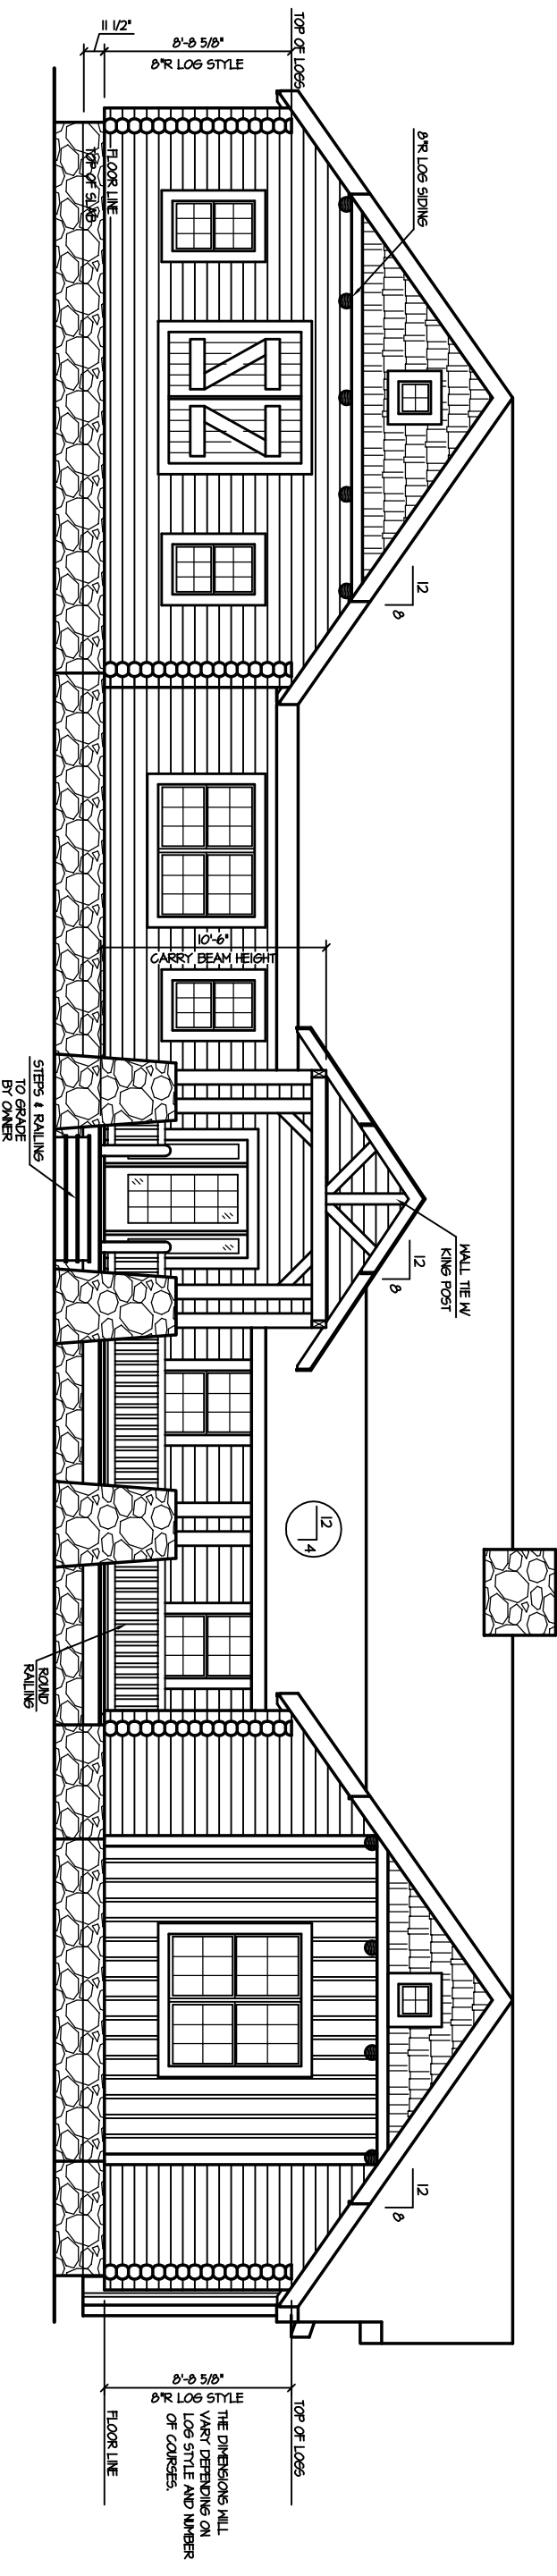 TOP OF LOGS
11 1/2"
8'-8 5/8"
8"R LOG STYLE
FLOOR LINE
TOP OF SLAB
8"R LOG SIDING
12
8
10'-6"
CARRY BEAM HEIGHT
STEPS & RAILING
TO GRADE
BY OWNER
WALL TIE W/
KING POST
12
8
12
4
ROUND
RAILING
12
8
TOP OF LOGS
8'-8 5/8"
8"R LOG STYLE
THE DIMENSIONS WILL
VARY DEPENDING ON
LOG STYLE AND NUMBER
OF COURSES.
FLOOR LINE